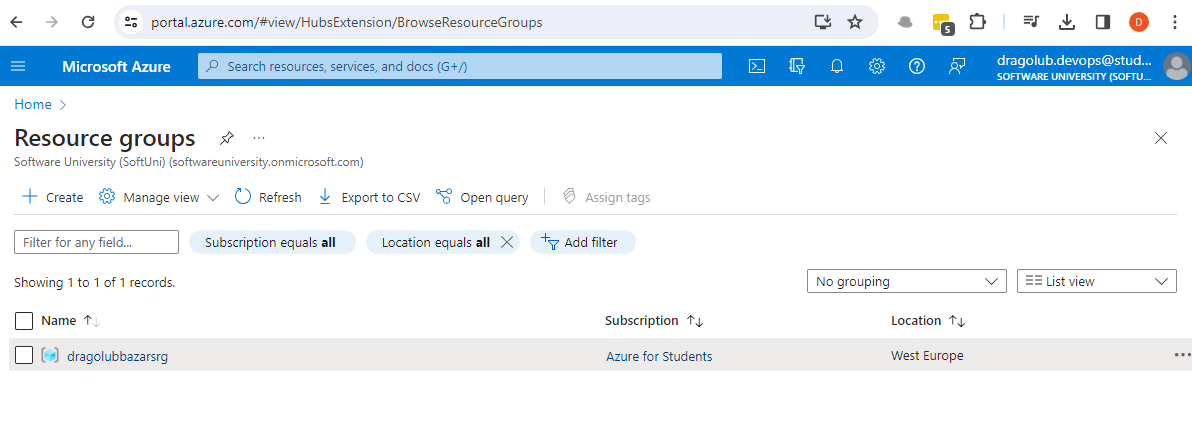 portal.azure.com/#view/HubsExtension/BrowseResourceGroups
5
D
Microsoft Azure
Search resources, services, and docs (G+/)
dragolub.devops@stud...
SOFTWARE UNIVERSITY (SOFTU...
Home
Resource groups
Software University (SoftUni) (softwareuniversity.onmicrosoft.com)
Create Manage view Refresh Export to CSV Open query Assign tags
Filter for any field... Subscription equals all Location equals all Add filter
Showing 1 to 1 of 1 records. No grouping List view
Name Subscription Location
dragolubbazarsrg Azure for Students West Europe